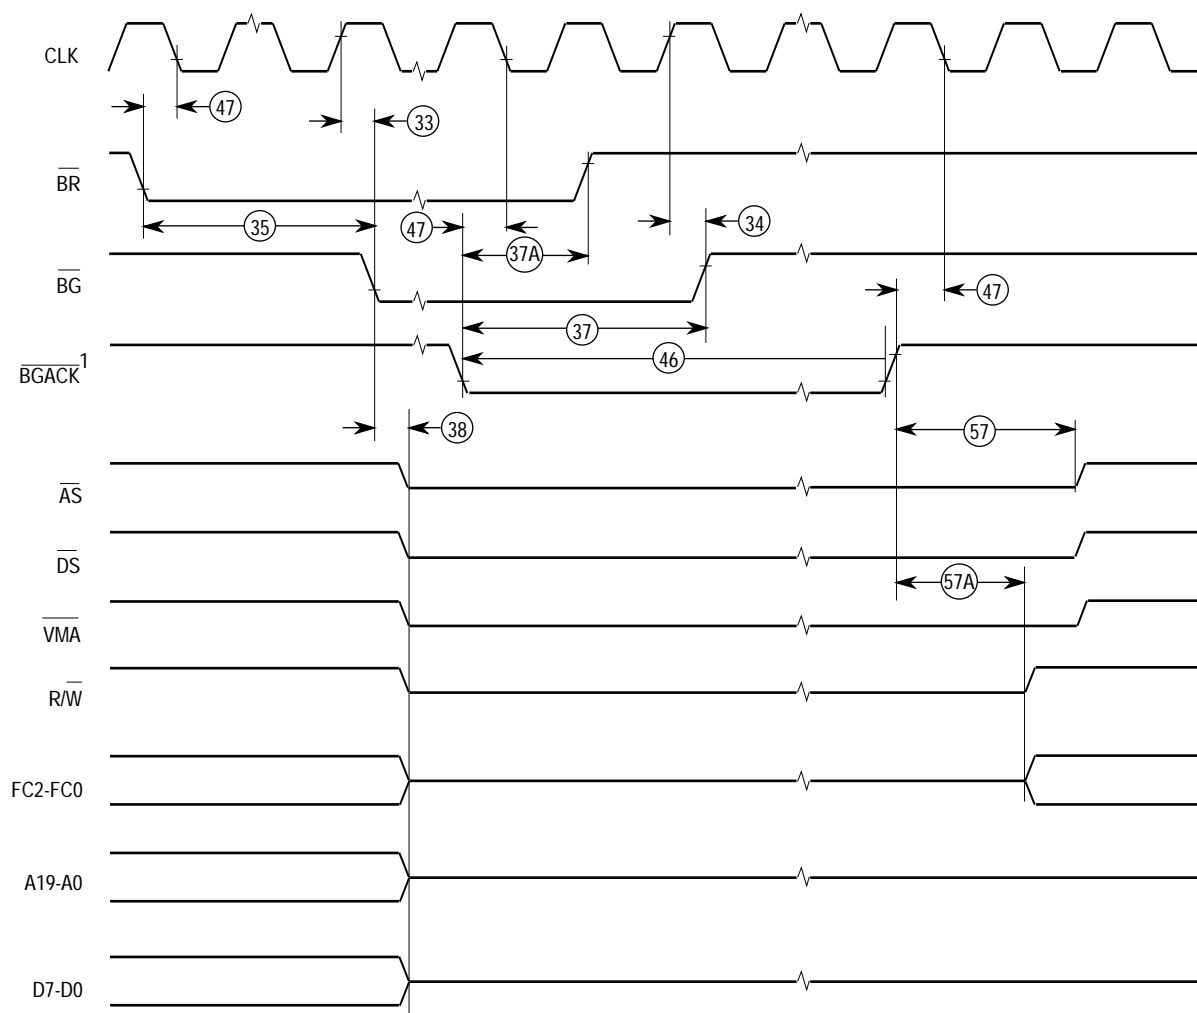 CLK
47
33
BR
35
47
37A
34
BG
47
37
BGACK1
46
38
57
AS
DS
57A
VMA
R/W
FC2-FC0
A19-A0
D7-D0